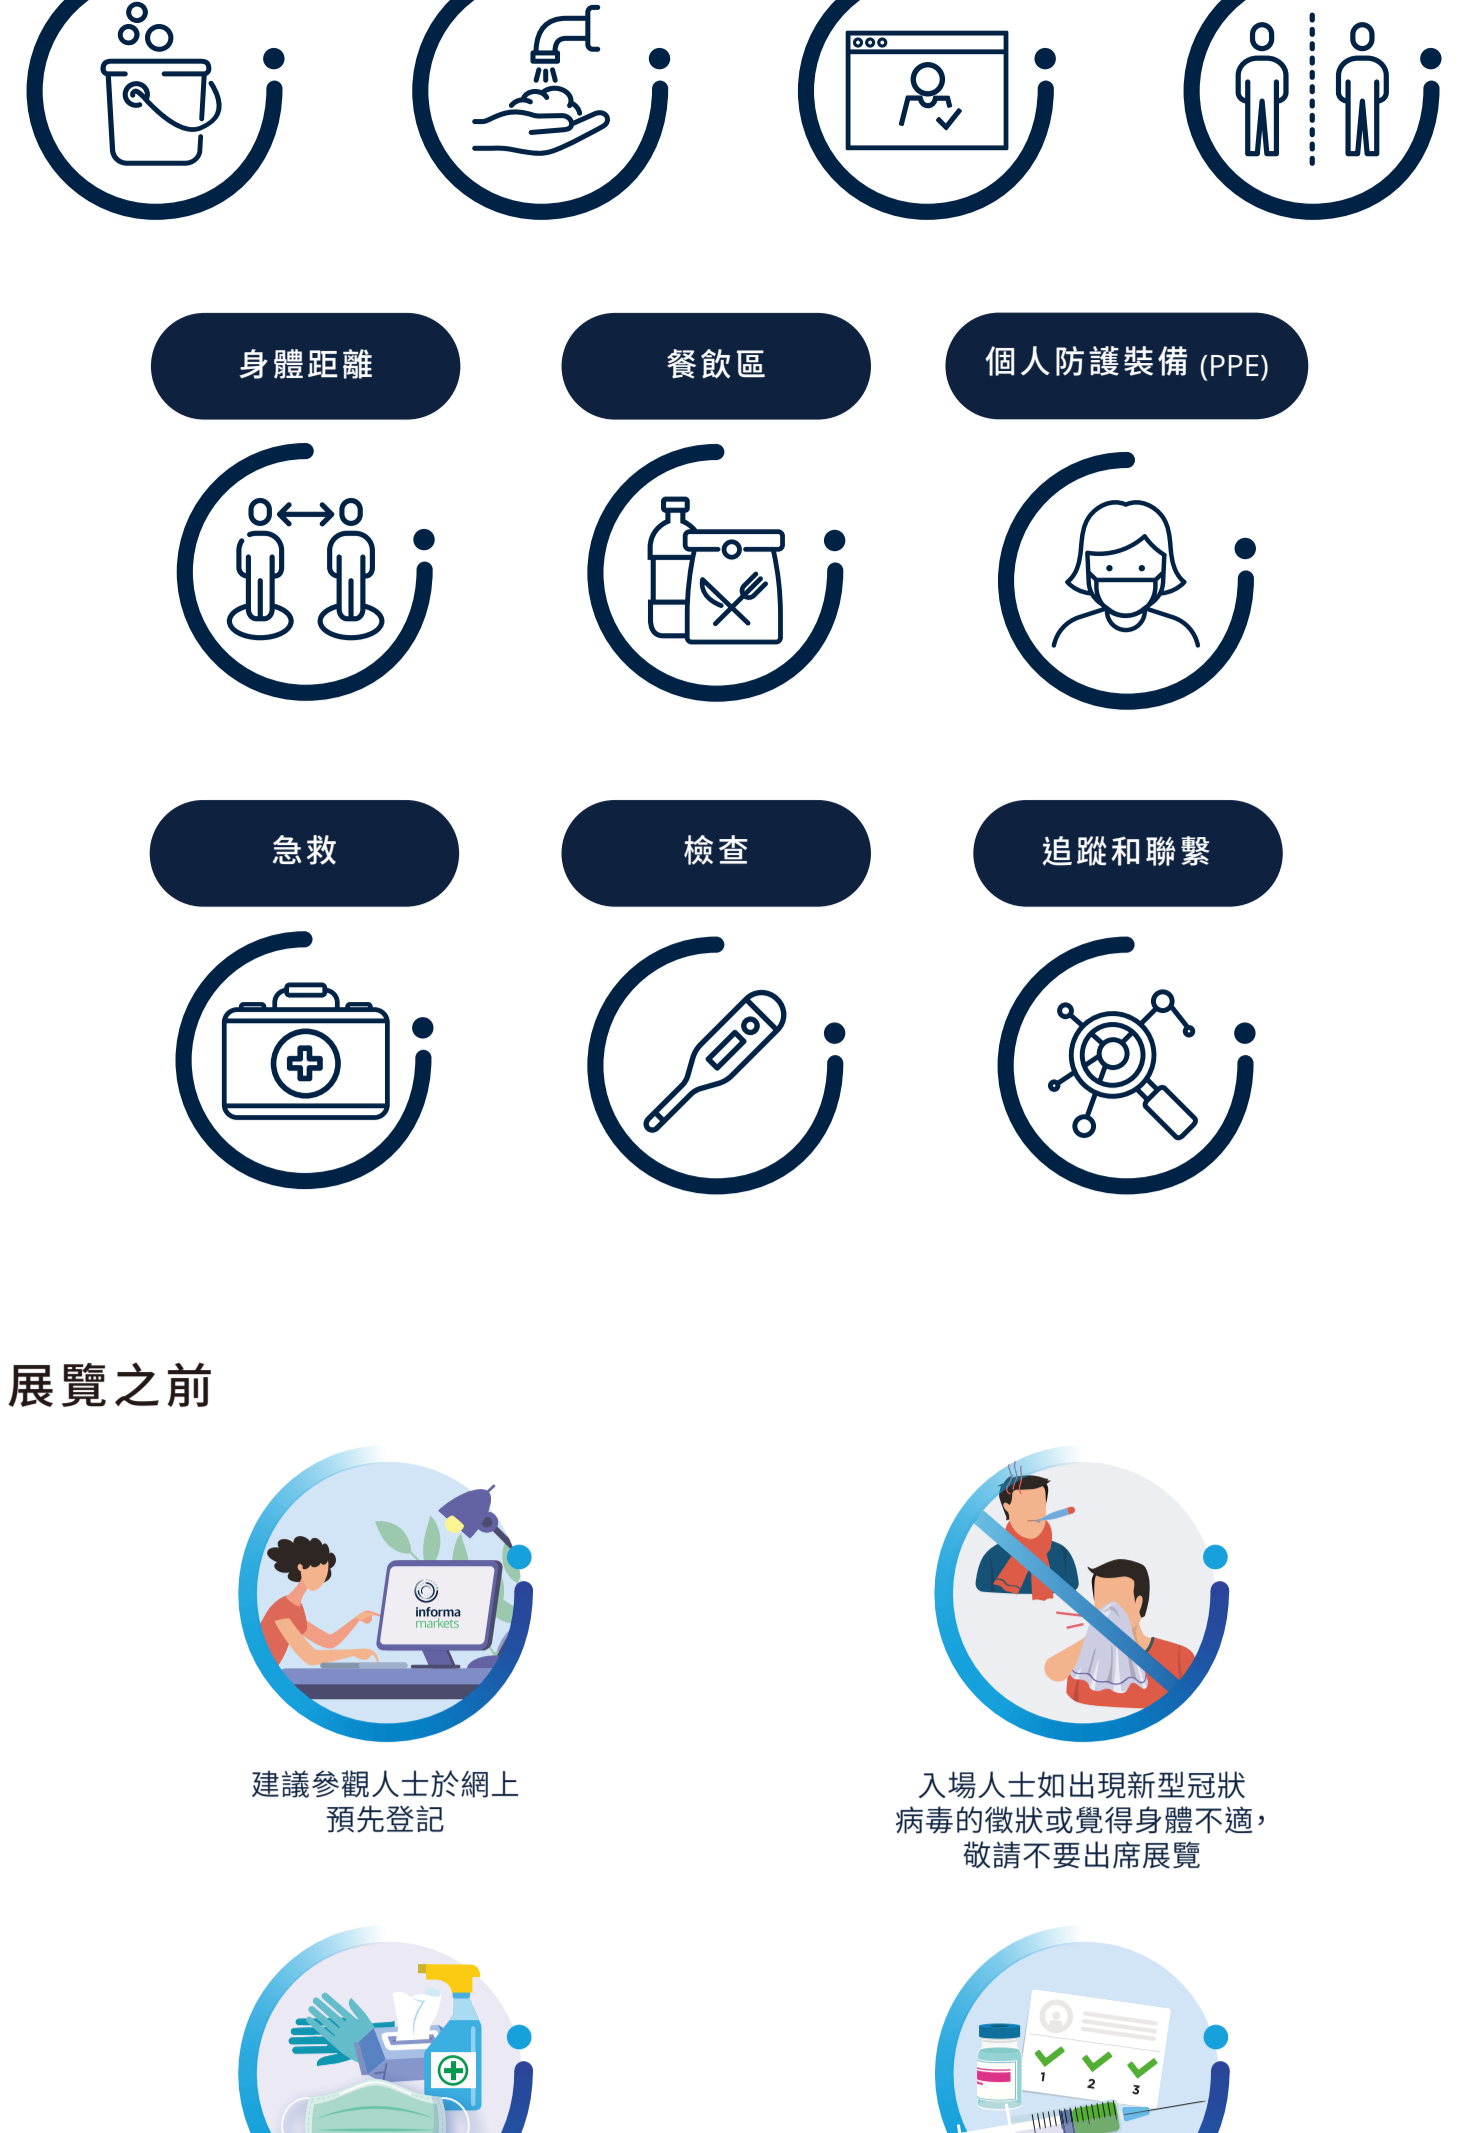 身體距離
餐飲區
個人防護裝備 (PPE)
急救
檢查
追蹤和聯繫
展覽之前
informa
markets
建議參觀人士於網上
預先登記
入場人士如出現新型冠狀
病毒的徵狀或覺得身體不適，
敬請不要出席展覽
1 2 3